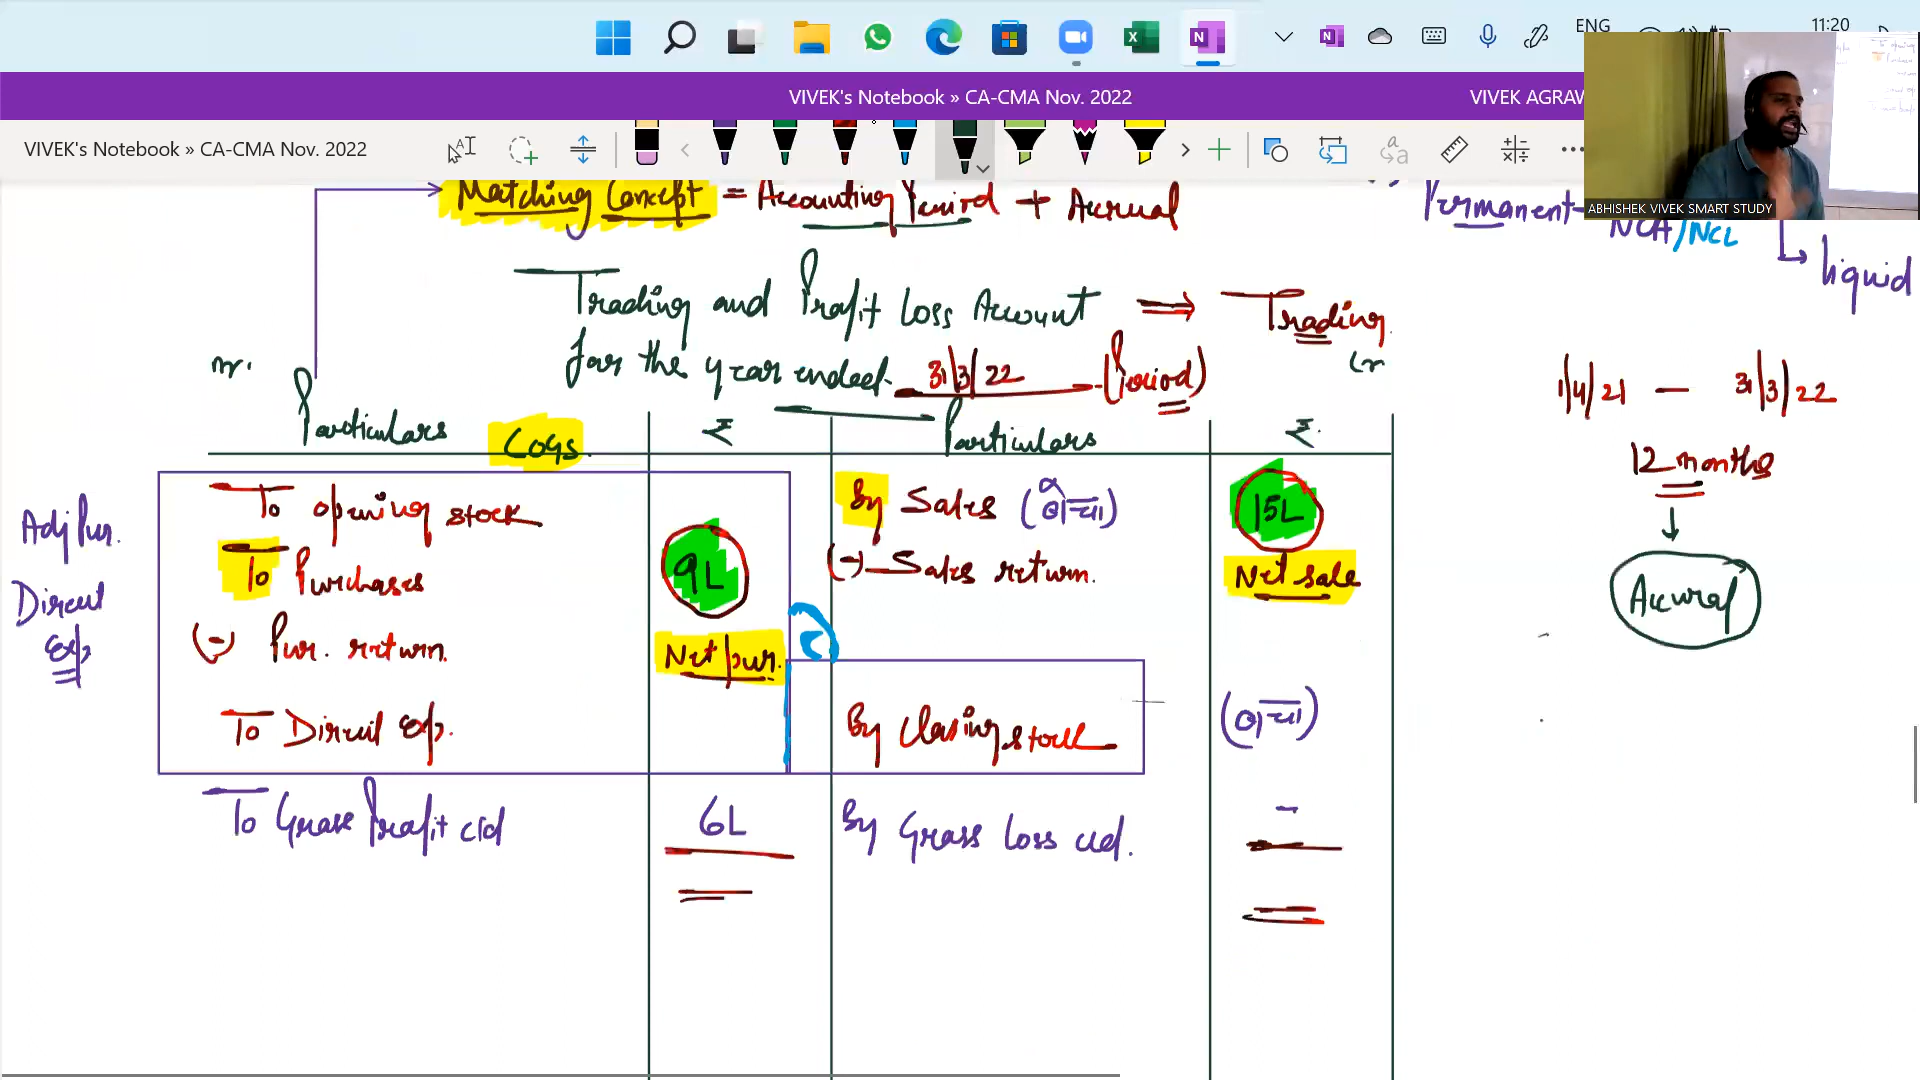 ENG
11:20
VIVEK's Notebook » CA-CMA Nov. 2022
VIVEK AGRAW
VIVEK's Notebook » CA-CMA Nov. 2022
ABHISHEK VIVEK SMART STUDY
Matching Concept = Accounting Period + Accrual
Permanent- NCA/NCL
liquid
Trading and Profit Loss Account ⇒ Trading
for the year ended 31/3/22 (Period)
Dr.
Cr
1/4/21 — 31/3/22
12 months
Accural
Particulars ₹ Particulars ₹
COGS
Adj Pur.
Direct Exp
To opening stock
By Sales
15L
To Purchases
9L
(-) Sales return.
Net sale
(-) Pur. return.
Net pur.
To Direct Exp.
By Closing stock
To Gross Profit c/d 6L By Gross Loss c/d. -